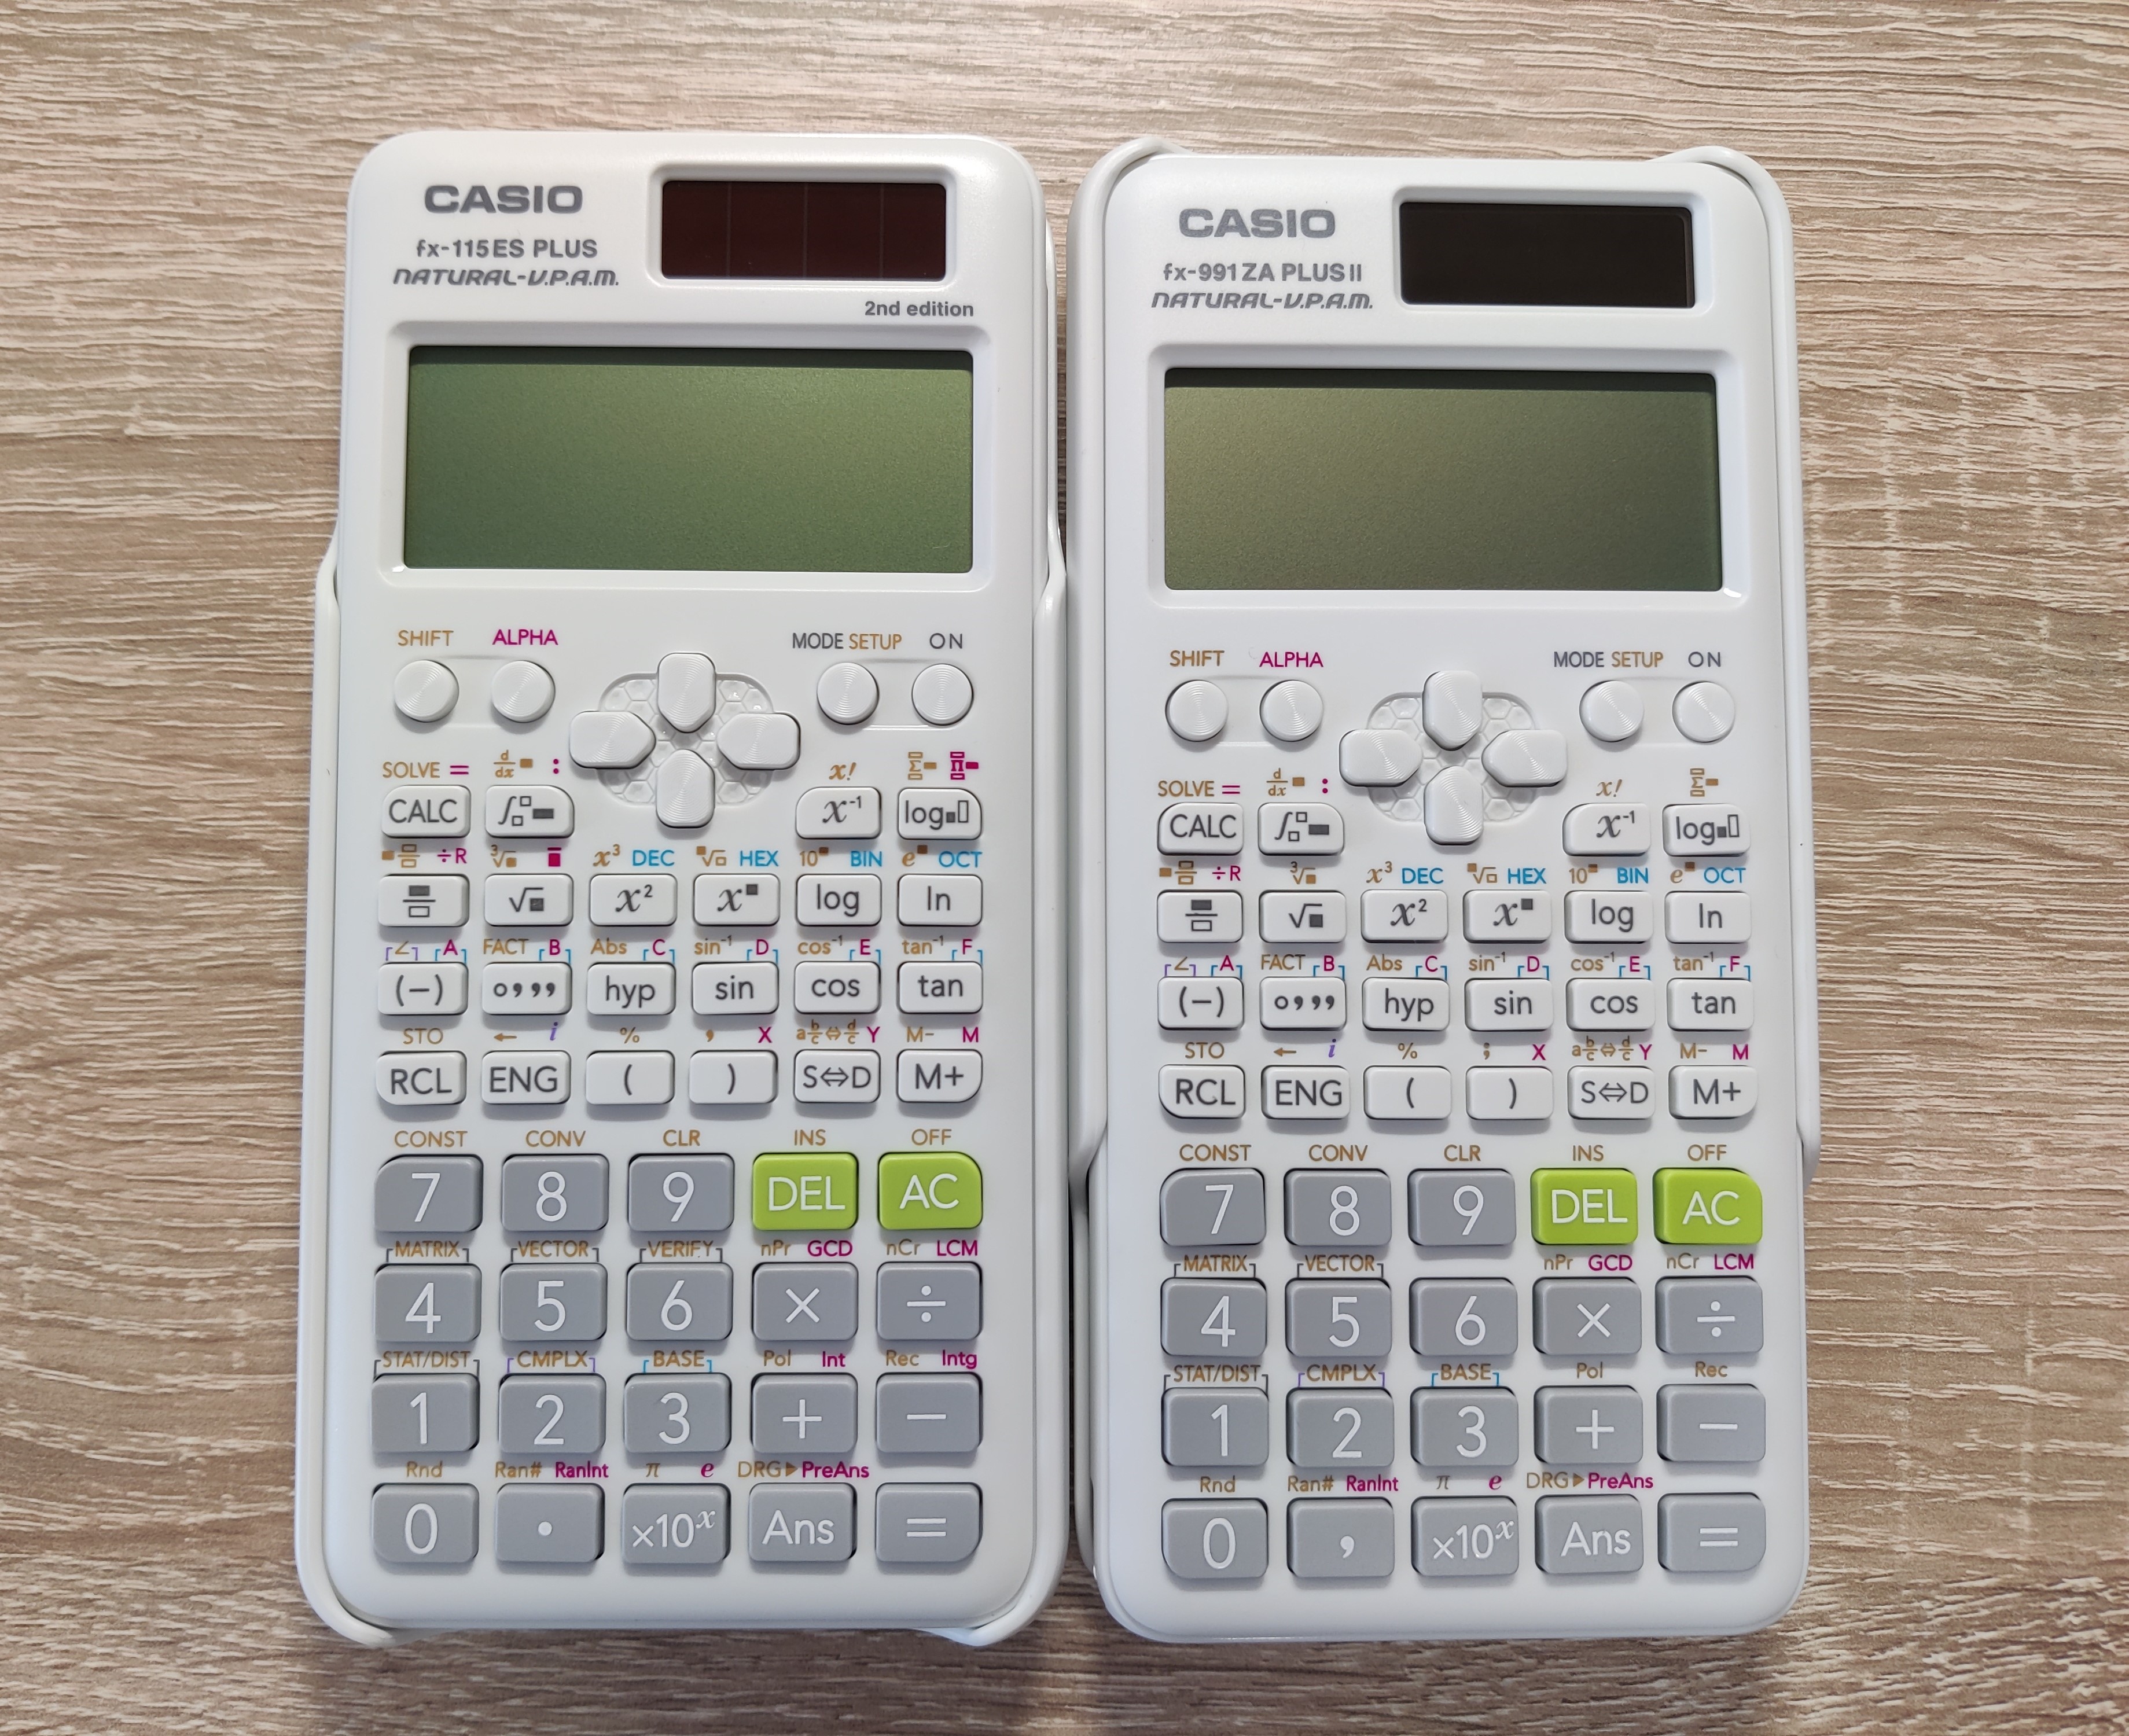 CASIO
fx-115ES PLUS
NATURAL-V.P.A.M.
2nd edition
SHIFT ALPHA MODE SETUP ON
SOLVE = d/dx▪ : x! Σ▪ Π▪
CALC ∫▪ x⁻¹ log▪▯
▪▯/▯ ÷R ³√▪ ▪ x³ DEC ▪√▫ HEX 10▪ BIN e▪ OCT
▪/▯ √▪ x² x▪ log ln
∠ A FACT B Abs C sin⁻¹ D cos⁻¹ E tan⁻¹ F
(−) o,,, hyp sin cos tan
STO ← i % , X a b/c⇔d/c Y M− M
RCL ENG ( ) S⇔D M+
CONST CONV CLR INS OFF
7 8 9 DEL AC
MATRIX VECTOR VERIFY nPr GCD nCr LCM
4 5 6 × ÷
STAT/DIST CMPLX BASE Pol Int Rec Intg
1 2 3 + −
Rnd Ran# RanInt π e DRG▶ PreAns
0 • ×10ˣ Ans =
CASIO
fx-991ZA PLUS II
NATURAL-V.P.A.M.
SHIFT ALPHA MODE SETUP ON
SOLVE = d/dx▪ : x! Σ▪
CALC ∫▪ x⁻¹ log▪▯
▪▯/▯ ÷R ³√▪ x³ DEC ▪√▫ HEX 10▪ BIN e▪ OCT
▪/▯ √▪ x² x▪ log ln
∠ A FACT B Abs C sin⁻¹ D cos⁻¹ E tan⁻¹ F
(−) o,,, hyp sin cos tan
STO ← i % ; X a b/c⇔d/c Y M− M
RCL ENG ( ) S⇔D M+
CONST CONV CLR INS OFF
7 8 9 DEL AC
MATRIX VECTOR nPr GCD nCr LCM
4 5 6 × ÷
STAT/DIST CMPLX BASE Pol Rec
1 2 3 + −
Rnd Ran# RanInt π e DRG▶ PreAns
0 , ×10ˣ Ans =